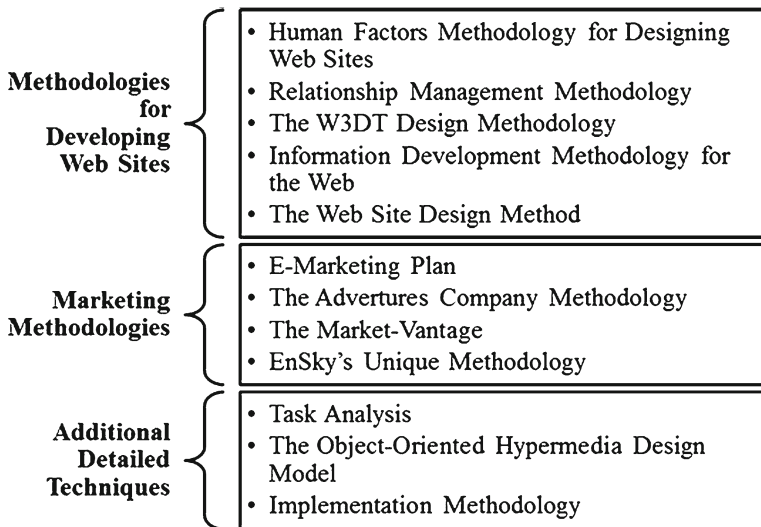 Methodologies
for
Developing
Web Sites
• Human Factors Methodology for Designing
Web Sites
• Relationship Management Methodology
• The W3DT Design Methodology
• Information Development Methodology for
the Web
• The Web Site Design Method
Marketing
Methodologies
• E-Marketing Plan
• The Advertures Company Methodology
• The Market-Vantage
• EnSky's Unique Methodology
Additional
Detailed
Techniques
• Task Analysis
• The Object-Oriented Hypermedia Design
Model
• Implementation Methodology